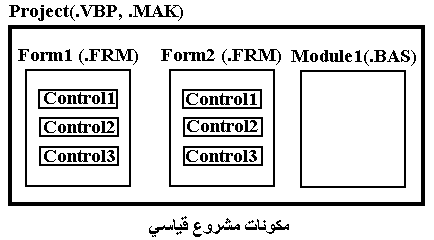 Project(.VBP, .MAK)
Form1 (.FRM) Form2 (.FRM) Module1(.BAS)
Control1 Control1
Control2 Control2
Control3 Control3
مكونات مشروع قياسي